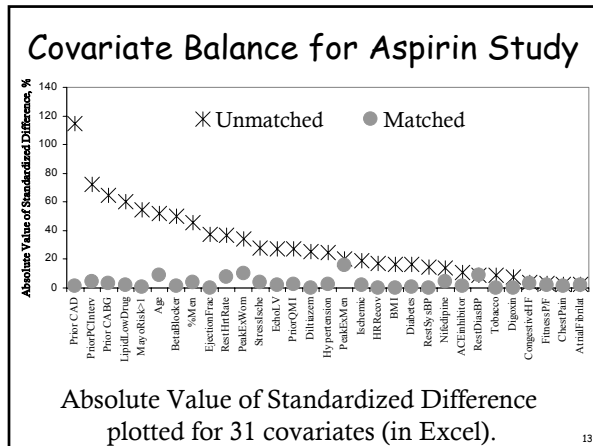 Covariate Balance for Aspirin Study
Absolute Value of Standardized Difference, %
140
120
100
80
60
40
20
0
Unmatched
Matched
Prior CAD
PriorPCInterv
Prior CABG
LipidLowDrug
MayoRisk>1
Age
BetaBlocker
%Men
EjectionFrac
RestHrtRate
PeakExWom
StressIsche
EchoLV
PriorQMI
Diltiazem
Hypertension
PeakExMen
Ischemic
HRRecov
BMI
Diabetes
RestSysBP
Nifedipine
ACEinhibitor
RestDiasBP
Tobacco
Digoxin
CongestiveHF
FitnessP/F
ChestPain
AtrialFibrilat
Absolute Value of Standardized Difference
plotted for 31 covariates (in Excel).
13